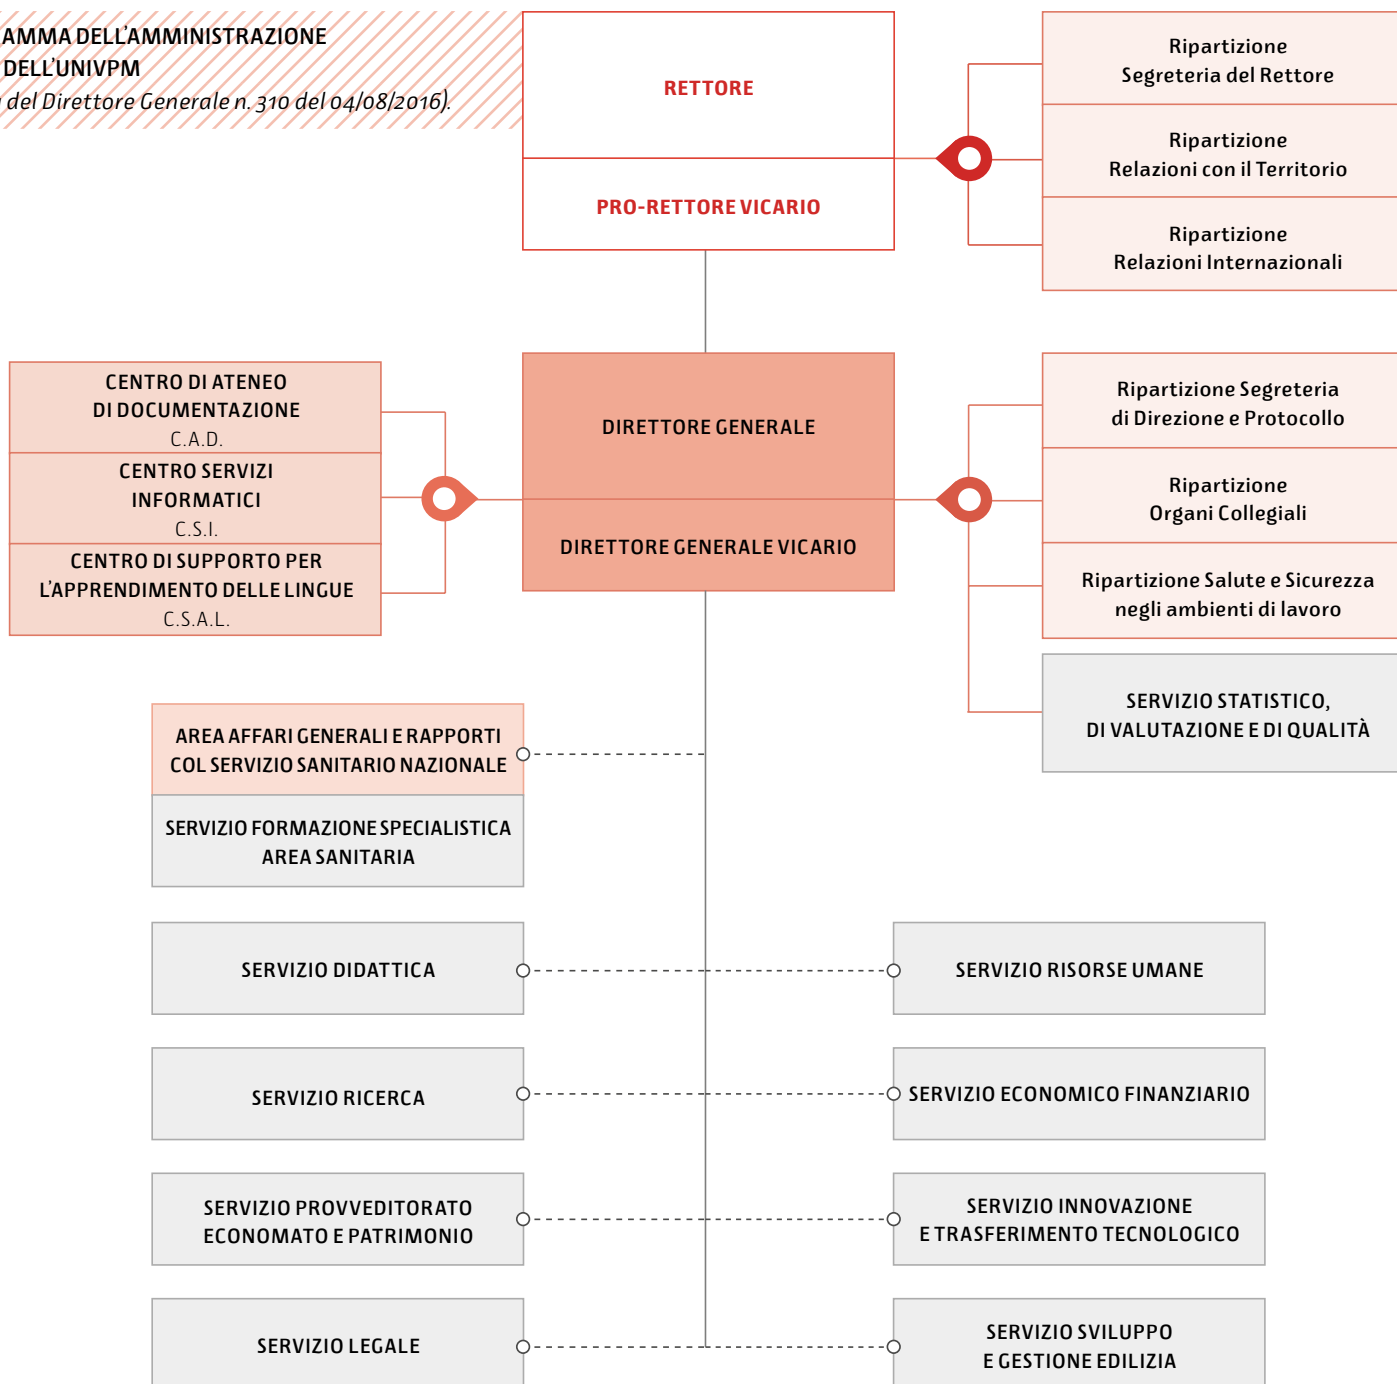 AMMA DELL'AMMINISTRAZIONE
DELL'UNIVPM
del Direttore Generale n. 310 del 04/08/2016).
RETTORE
PRO-RETTORE VICARIO
Ripartizione
Segreteria del Rettore
Ripartizione
Relazioni con il Territorio
Ripartizione
Relazioni Internazionali
CENTRO DI ATENEO
DI DOCUMENTAZIONE
C.A.D.
CENTRO SERVIZI
INFORMATICI
C.S.I.
CENTRO DI SUPPORTO PER
L'APPRENDIMENTO DELLE LINGUE
C.S.A.L.
DIRETTORE GENERALE
DIRETTORE GENERALE VICARIO
Ripartizione Segreteria
di Direzione e Protocollo
Ripartizione
Organi Collegiali
Ripartizione Salute e Sicurezza
negli ambienti di lavoro
SERVIZIO STATISTICO,
DI VALUTAZIONE E DI QUALITÀ
AREA AFFARI GENERALI E RAPPORTI
COL SERVIZIO SANITARIO NAZIONALE
SERVIZIO FORMAZIONE SPECIALISTICA
AREA SANITARIA
SERVIZIO DIDATTICA
SERVIZIO RISORSE UMANE
SERVIZIO RICERCA
SERVIZIO ECONOMICO FINANZIARIO
SERVIZIO PROVVEDITORATO
ECONOMATO E PATRIMONIO
SERVIZIO INNOVAZIONE
E TRASFERIMENTO TECNOLOGICO
SERVIZIO LEGALE
SERVIZIO SVILUPPO
E GESTIONE EDILIZIA